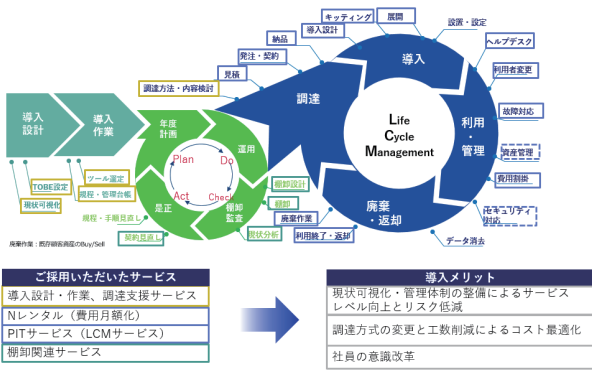 キッティング
展開
導入設計
設置・設定
納品
発注・契約
ヘルプデスク
見積
利用者変更
調達方法・内容検討
導入
調達
Life
Cycle
Management
利用
・
管理
故障対応
資産管理
費用割掛
セキュリティ
対応
データ消去
廃棄
・返却
廃棄作業
利用終了・返却
導入
設計
導入
作業
年度
計画
運用
Plan
Do
Act
Check
是正
棚卸
監査
TOBE設定
現状可視化
ツール選定
規程・管理台帳
規程・手順見直し
契約見直し
棚卸設計
棚卸
現状分析
廃棄作業：既存顧客資産のBuy/Sell
ご採用いただいたサービス
導入設計・作業、調達支援サービス
Nレンタル（費用月額化）
PITサービス（LCMサービス）
棚卸関連サービス
導入メリット
現状可視化・管理体制の整備によるサービス
レベル向上とリスク低減
調達方式の変更と工数削減によるコスト最適化
社員の意識改革